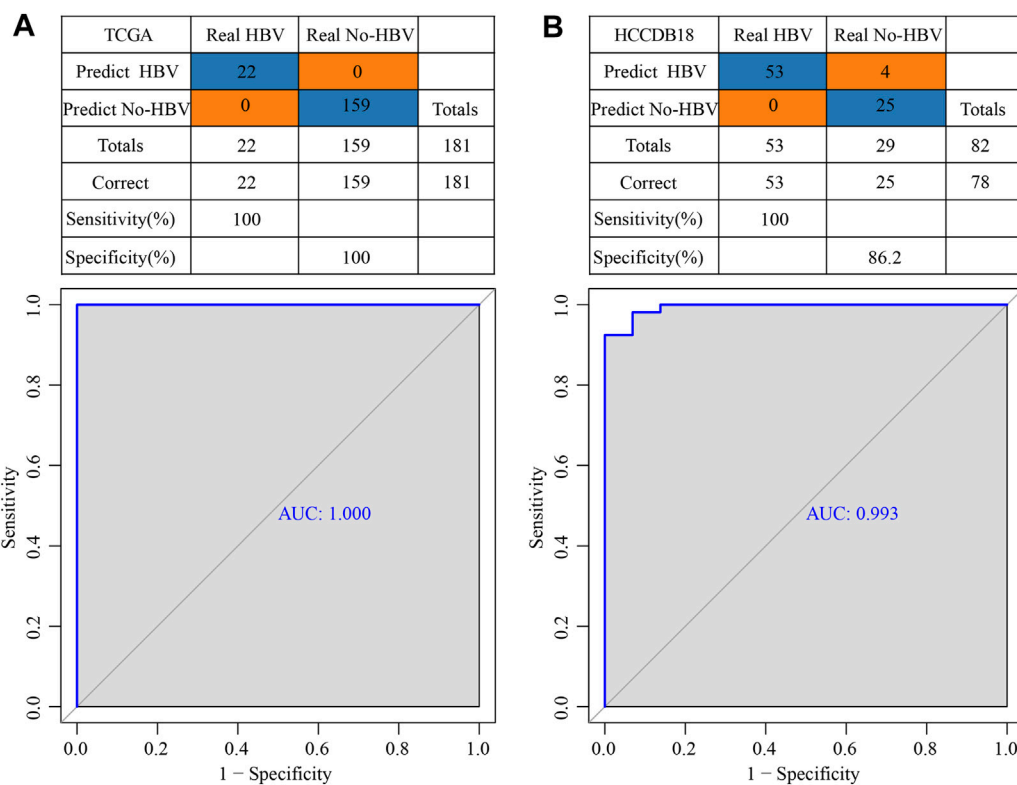 A
TCGA Real HBV Real No-HBV
Predict HBV 22 0
Predict No-HBV 0 159 Totals
Totals 22 159 181
Correct 22 159 181
Sensitivity(%) 100
Specificity(%) 100
1.0
0.8
0.6
0.4
0.2
0.0
Sensitivity
AUC: 1.000
0.0 0.2 0.4 0.6 0.8 1.0
1 − Specificity
B
HCCDB18 Real HBV Real No-HBV
Predict HBV 53 4
Predict No-HBV 0 25 Totals
Totals 53 29 82
Correct 53 25 78
Sensitivity(%) 100
Specificity(%) 86.2
1.0
0.8
0.6
0.4
0.2
0.0
Sensitivity
AUC: 0.993
0.0 0.2 0.4 0.6 0.8 1.0
1 − Specificity